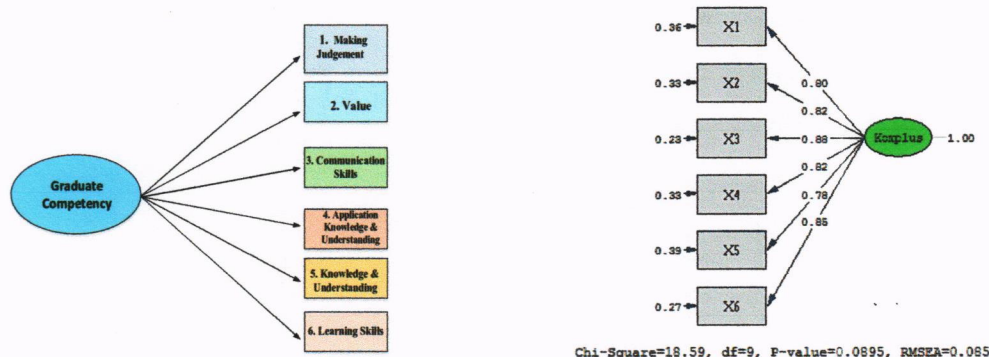 1. Making
Judgement
2. Value
3. Communication
Skills
4. Application
Knowledge &
Understanding
5. Knowledge &
Understanding
6. Learning Skills
Graduate
Competency
0.36
X1
0.33
X2
0.23
X3
0.33
X4
0.39
X5
0.27
X6
0.80
0.82
0.88
0.82
0.78
0.85
Koxplus
1.00
Chi-Square=18.59, df=9, P-value=0.0895, RMSEA=0.085